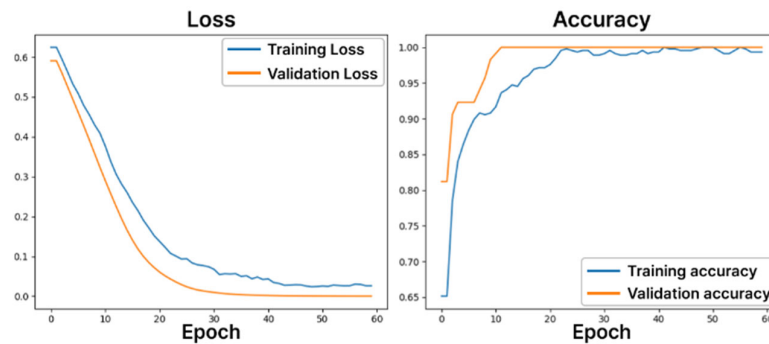 Loss
Training Loss
Validation Loss
0.6
0.5
0.4
0.3
0.2
0.1
0.0
0 10 20 30 40 50 60
Epoch
Accuracy
1.00
0.95
0.90
0.85
0.80
0.75
0.70
0.65
Training accuracy
Validation accuracy
0 10 20 30 40 50 60
Epoch